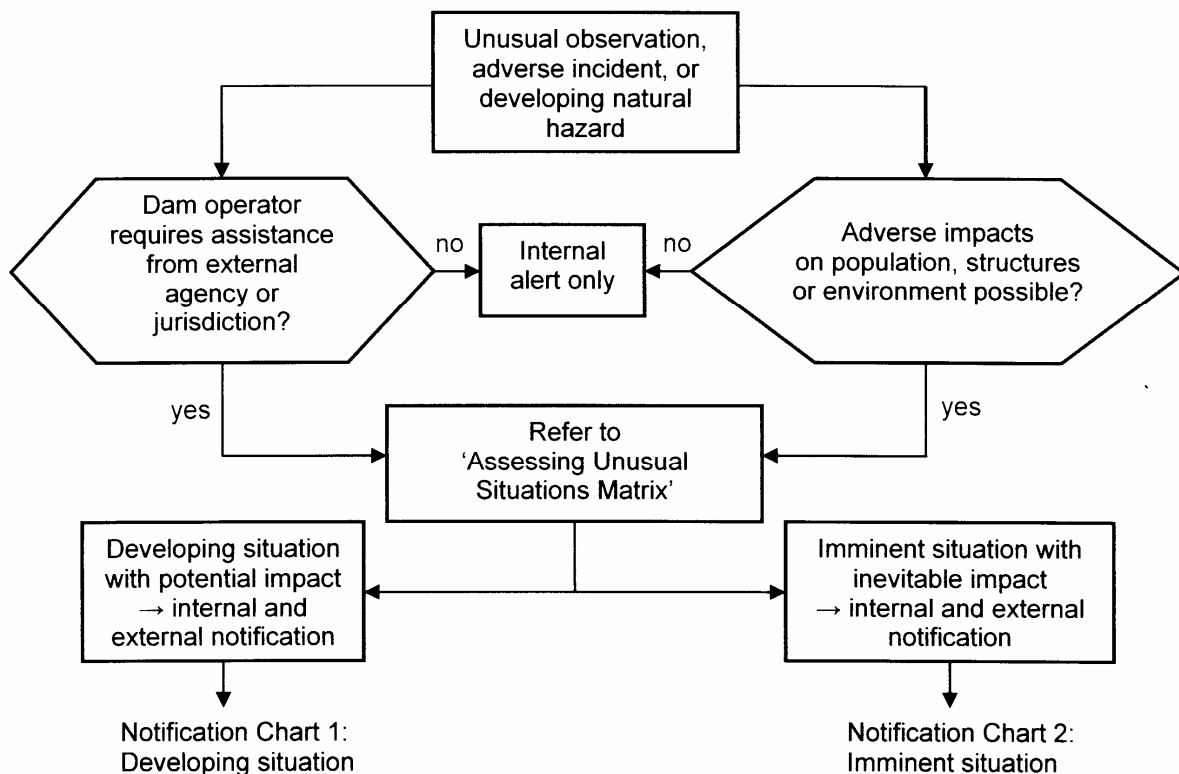 Unusual observation,
adverse incident, or
developing natural
hazard
Dam operator
requires assistance
from external
agency or
jurisdiction?
no
Internal
alert only
no
Adverse impacts
on population, structures
or environment possible?
yes
Refer to
‘Assessing Unusual
Situations Matrix’
yes
Developing situation
with potential impact
→ internal and
external notification
Imminent situation with
inevitable impact
→ internal and external
notification
Notification Chart 1:
Developing situation
Notification Chart 2:
Imminent situation